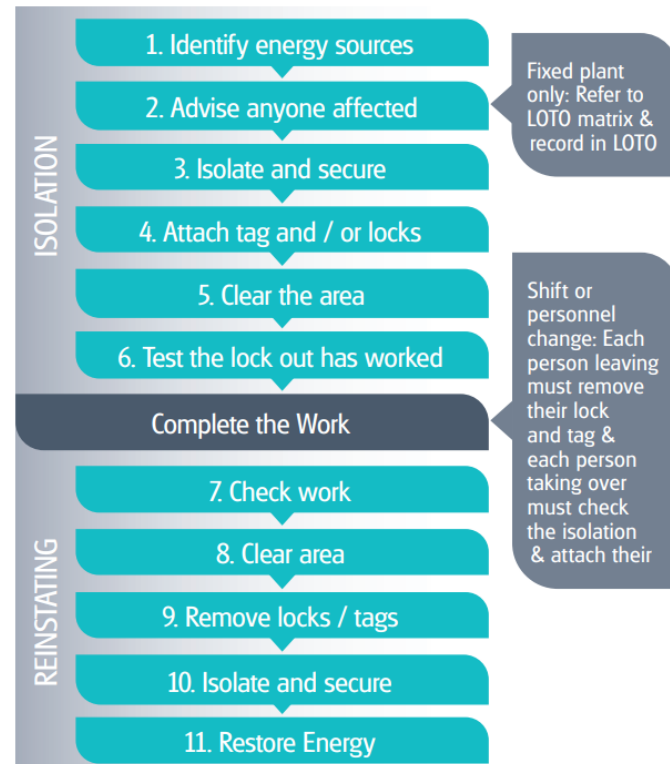 ISOLATION
1. Identify energy sources
2. Advise anyone affected
Fixed plant
only: Refer to
LOTO matrix &
record in LOTO
3. Isolate and secure
4. Attach tag and / or locks
5. Clear the area
6. Test the lock out has worked
Complete the Work
Shift or
personnel
change: Each
person leaving
must remove
their lock
and tag &
each person
taking over
must check
the isolation
& attach their
REINSTATING
7. Check work
8. Clear area
9. Remove locks / tags
10. Isolate and secure
11. Restore Energy